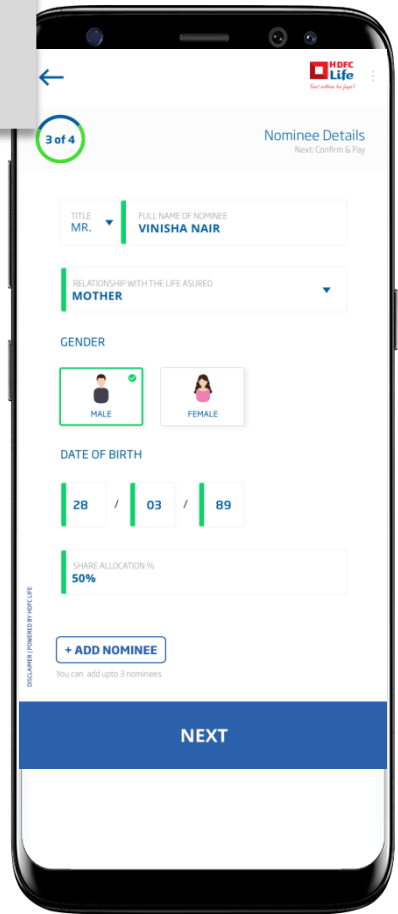 HDFC
Life
Sar utha ke jiyo!
3 of 4
Nominee Details
Next: Confirm & Pay
TITLE
MR.
FULL NAME OF NOMINEE
VINISHA NAIR
RELATIONSHIP WITH THE LIFE ASURED
MOTHER
GENDER
MALE
FEMALE
DATE OF BIRTH
28 / 03 / 89
SHARE ALLOCATION %
50%
DISCLAIMER | POWERED BY HDFC LIFE
+ ADD NOMINEE
You can add upto 3 nominees
NEXT